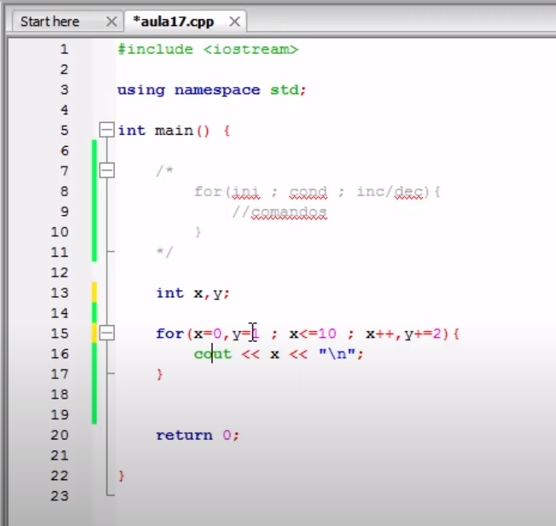 Start here
*aula17.cpp
1 #include <iostream>
2
3 using namespace std;
4
5 int main() {
6
7 /*
8 for(ini ; cond ; inc/dec){
9 //comandos
10 }
11 */
12
13 int x,y;
14
15 for(x=0,y=1 ; x<=10 ; x++,y+=2){
16 cout << x << "\n";
17 }
18
19
20 return 0;
21
22 }
23